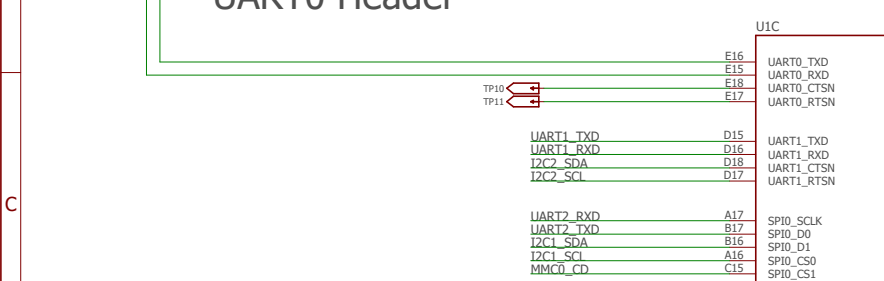 UART0 Header
U1C
E16 UART0_TXD
E15 UART0_RXD
TP10 E18 UART0_CTSN
TP11 E17 UART0_RTSN
UART1_TXD D15 UART1_TXD
UART1_RXD D16 UART1_RXD
I2C2_SDA D18 UART1_CTSN
I2C2_SCL D17 UART1_RTSN
C
UART2_RXD A17 SPI0_SCLK
UART2_TXD B17 SPI0_D0
I2C1_SDA B16 SPI0_D1
I2C1_SCL A16 SPI0_CS0
MMC0_CD C15 SPI0_CS1